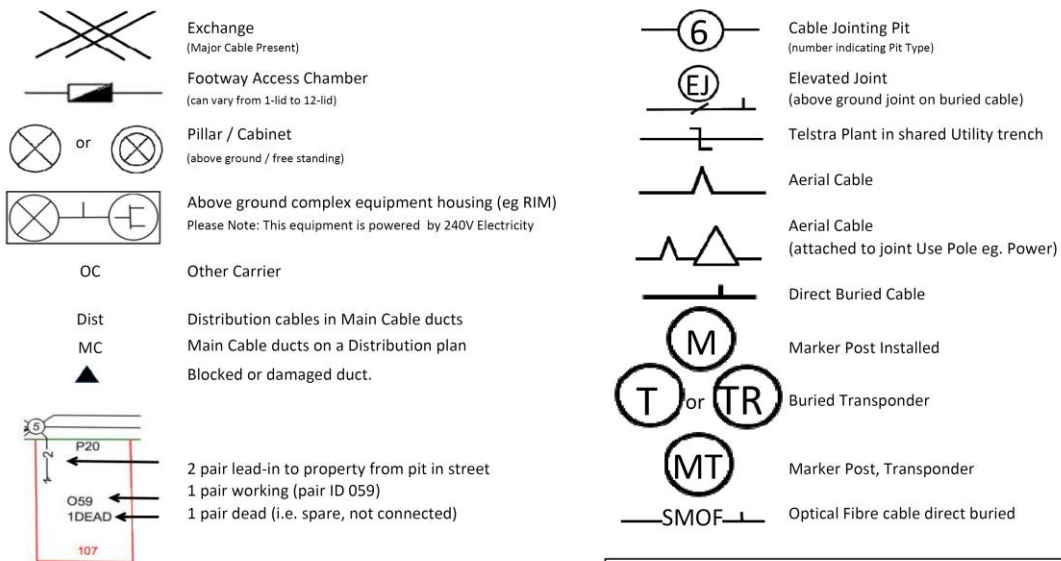 Exchange
(Major Cable Present)
Footway Access Chamber
(can vary from 1-lid to 12-lid)
or
Pillar / Cabinet
(above ground / free standing)
Above ground complex equipment housing (eg RIM)
Please Note: This equipment is powered by 240V Electricity
OC
Other Carrier
Dist
Distribution cables in Main Cable ducts
MC
Main Cable ducts on a Distribution plan
Blocked or damaged duct.
5
P20
2
2 pair lead-in to property from pit in street
O59
1 pair working (pair ID 059)
1DEAD
1 pair dead (i.e. spare, not connected)
107
6
Cable Jointing Pit
(number indicating Pit Type)
EJ
Elevated Joint
(above ground joint on buried cable)
Telstra Plant in shared Utility trench
Aerial Cable
Aerial Cable
(attached to joint Use Pole eg. Power)
Direct Buried Cable
M
Marker Post Installed
T or TR
Buried Transponder
MT
Marker Post, Transponder
SMOF
Optical Fibre cable direct buried